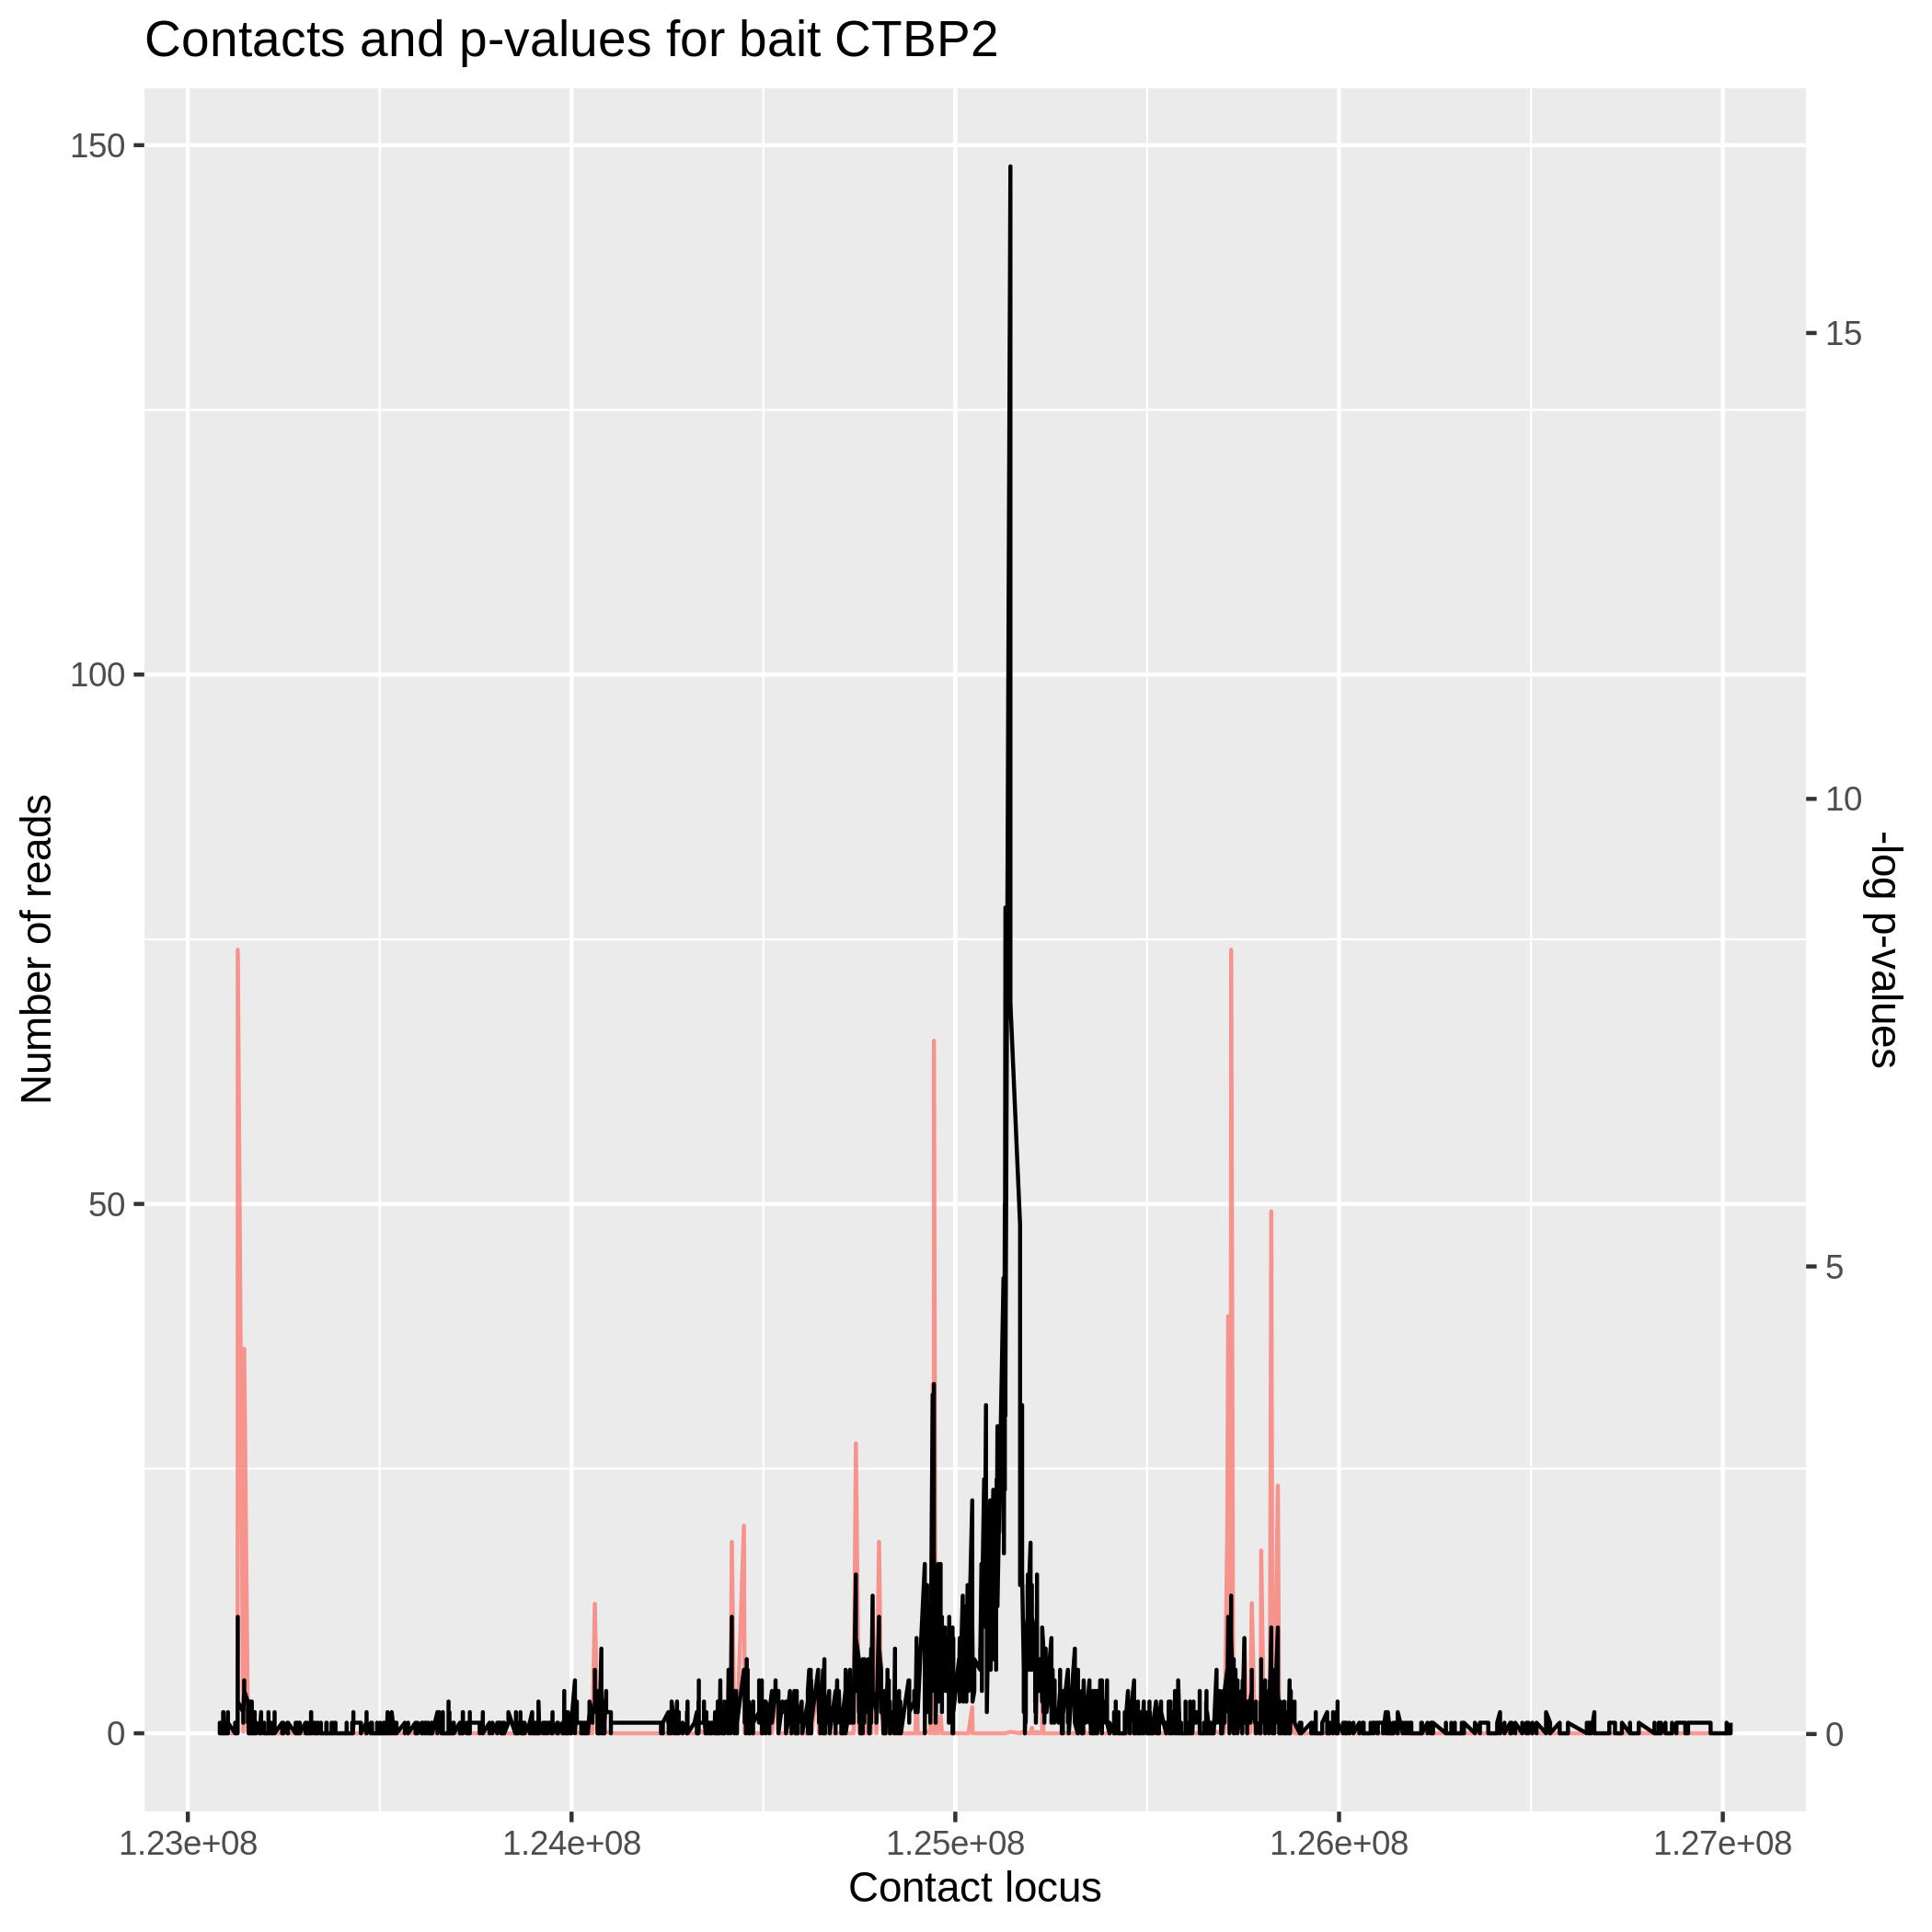 Contacts and p-values for bait CTBP2
150
100
50
0
Number of reads
15
10
5
0
-log p-values
1.23e+08 1.24e+08 1.25e+08 1.26e+08 1.27e+08
Contact locus